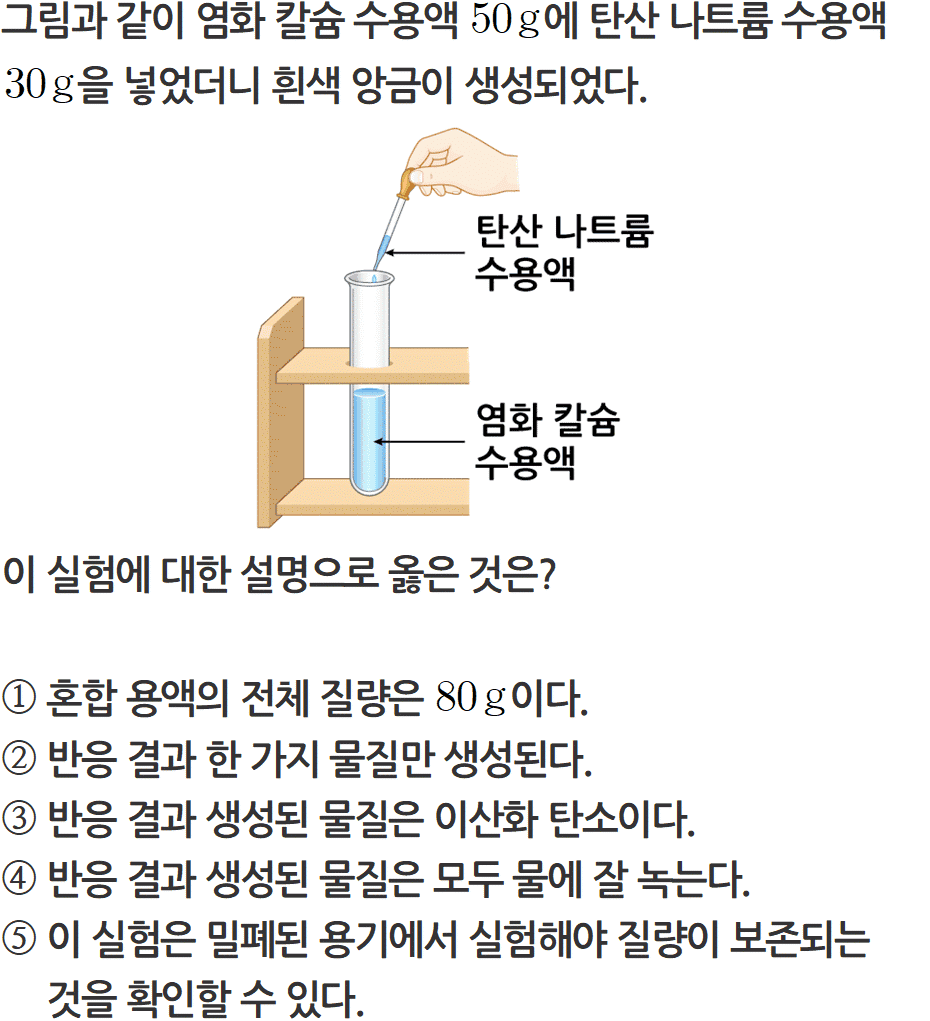 그림과 같이 염화 칼슘 수용액 50 g에 탄산 나트륨 수용액
30 g을 넣었더니 흰색 앙금이 생성되었다.
탄산 나트륨
수용액
염화 칼슘
수용액
이 실험에 대한 설명으로 옳은 것은?
① 혼합 용액의 전체 질량은 80 g이다.
② 반응 결과 한 가지 물질만 생성된다.
③ 반응 결과 생성된 물질은 이산화 탄소이다.
④ 반응 결과 생성된 물질은 모두 물에 잘 녹는다.
⑤ 이 실험은 밀폐된 용기에서 실험해야 질량이 보존되는
것을 확인할 수 있다.